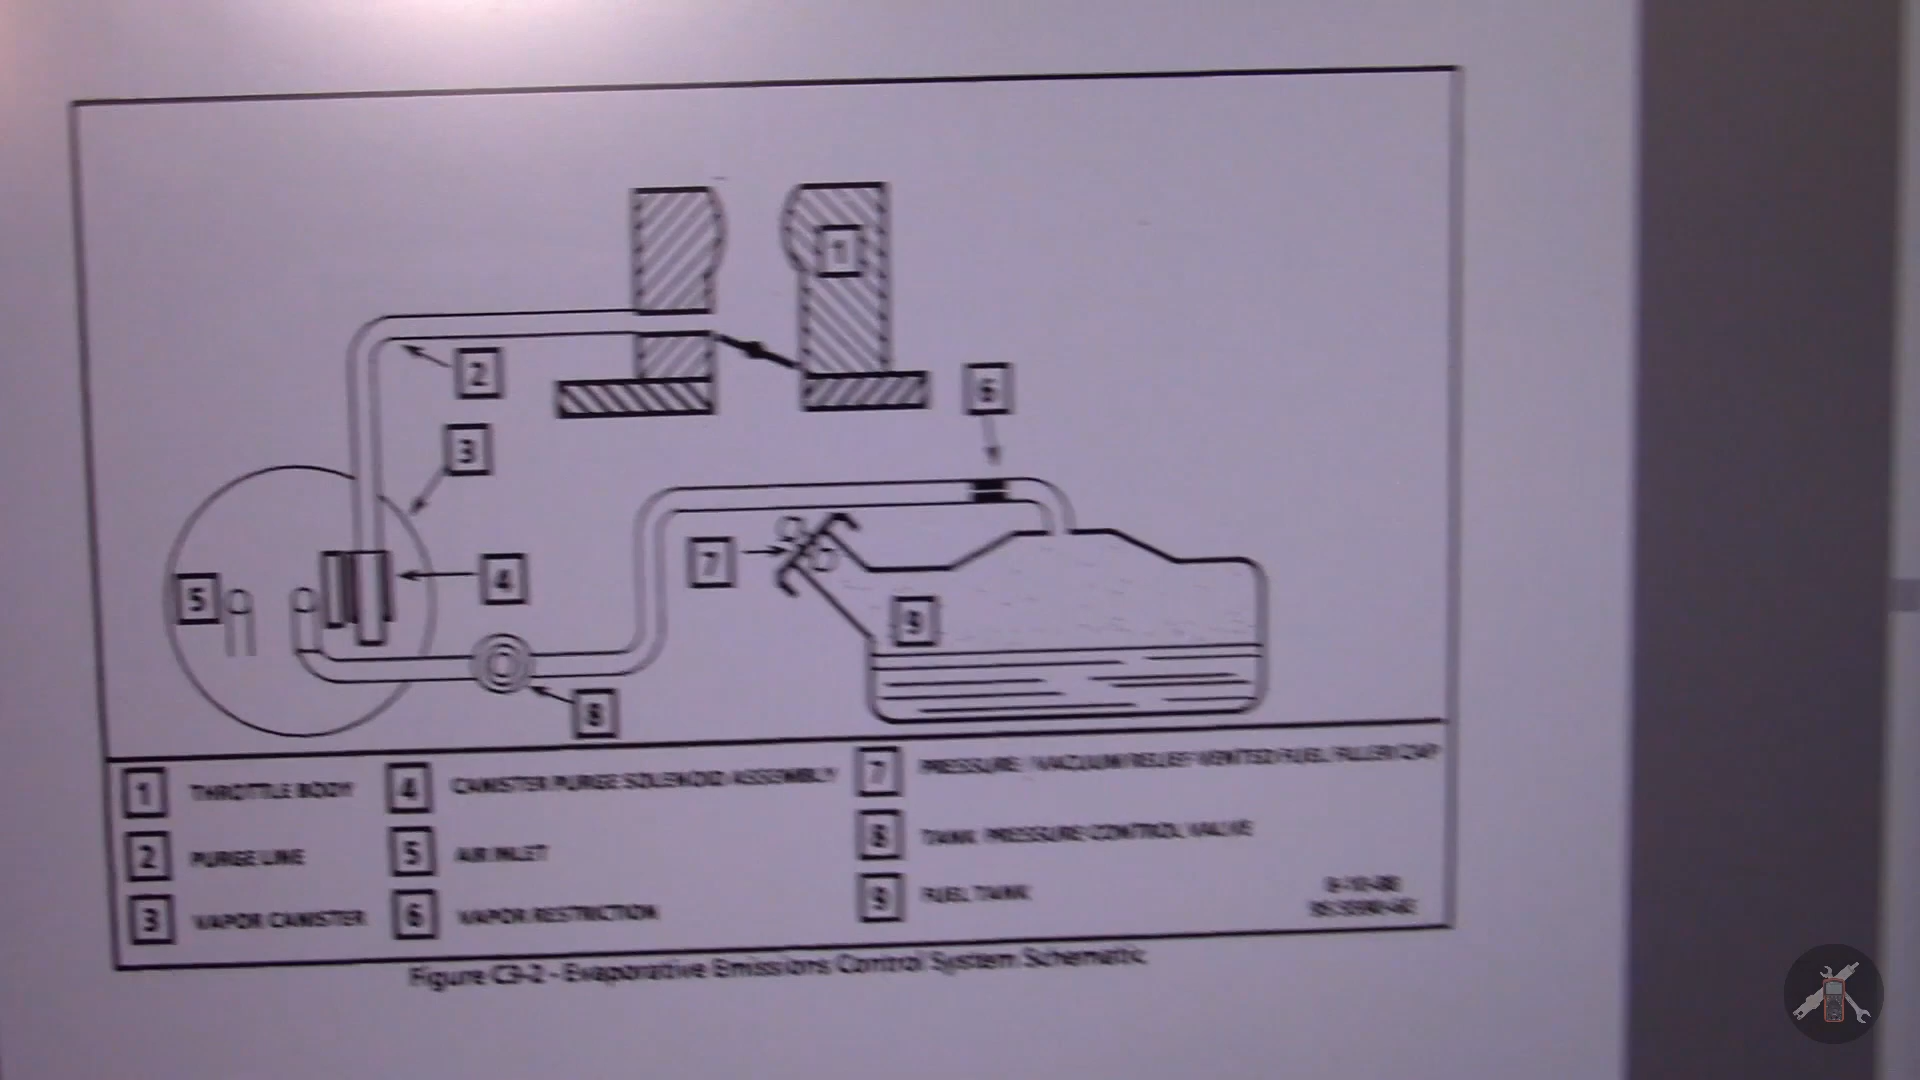 1
2
6
3
5
4
7
9
8
1 THROTTLE BODY
2 PURGE LINE
3 VAPOR CANISTER
4 CANISTER PURGE SOLENOID ASSEMBLY
5 AIR INLET
6 VAPOR RESTRICTION
7 PRESSURE / VACUUM RELIEF VENTED FUEL FILLER CAP
8 TANK PRESSURE CONTROL VALVE
9 FUEL TANK
Figure C3-2 - Evaporative Emissions Control System Schematic